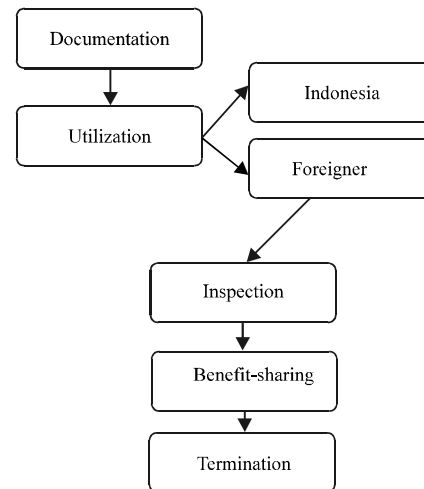 Documentation
Utilization
Indonesia
Foreigner
Inspection
Benefit-sharing
Termination